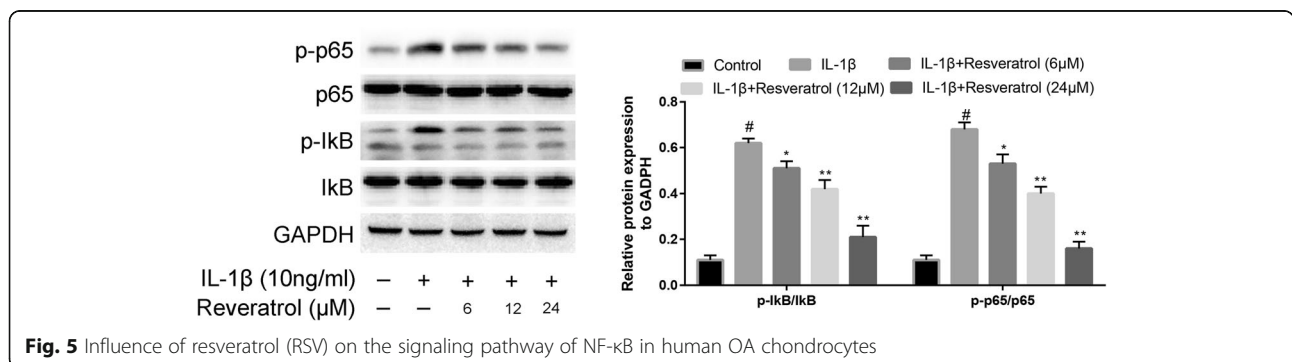 p-p65
p65
p-IkB
IkB
GAPDH
IL-1β (10ng/ml) – + + + +
Reveratrol (μM) – – 6 12 24
Control IL-1β IL-1β+Resveratrol (6μM)
IL-1β+Resveratrol (12μM) IL-1β+Resveratrol (24μM)
Relative protein expression
to GADPH
0.8
0.6
0.4
0.2
0.0
# * ** **
# * ** **
p-IkB/IkB p-p65/p65
Fig. 5 Influence of resveratrol (RSV) on the signaling pathway of NF-κB in human OA chondrocytes